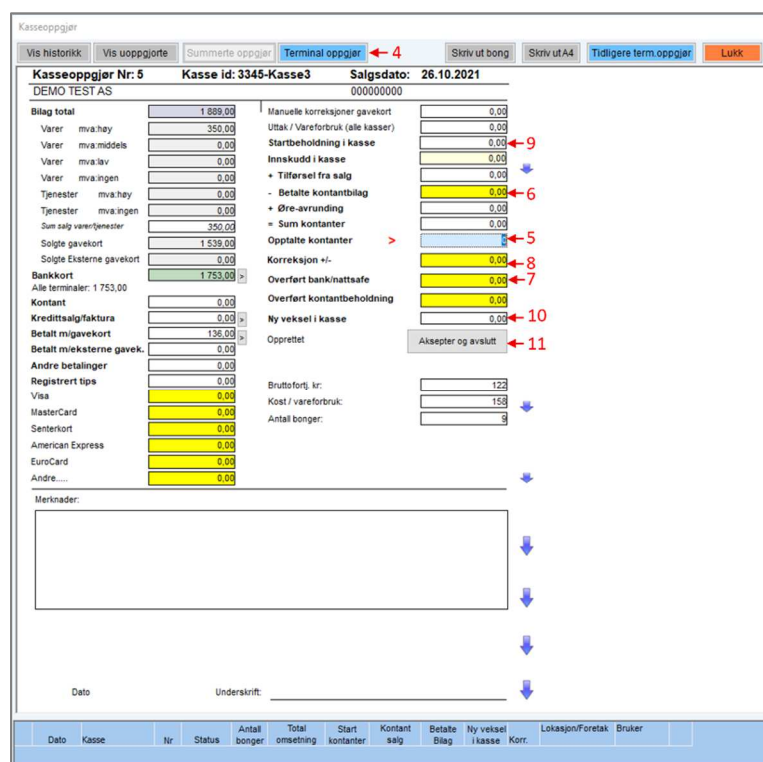 Kasseoppgjør
Vis historikk Vis uoppgjorte Summerte oppgjør Terminal oppgjør 4 Skriv ut bong Skriv ut A4 Tidligere term.oppgjør Lukk
Kasseoppgjør Nr: 5 Kasse id: 3345-Kasse3 Salgsdato: 26.10.2021
DEMO TEST AS 000000000
Bilag total 1 889,00
Varer mva:høy 350,00
Varer mva:middels 0,00
Varer mva:lav 0,00
Varer mva:ingen 0,00
Tjenester mva:høy 0,00
Tjenester mva:ingen 0,00
Sum salg varer/tjenester 350,00
Solgte gavekort 1 539,00
Solgte Eksterne gavekort 0,00
Bankkort 1 753,00 >
Alle terminaler: 1 753,00
Kontant 0,00
Kredittsalg/faktura 0,00 >
Betalt m/gavekort 136,00 >
Betalt m/eksterne gavek. 0,00
Andre betalinger 0,00
Registrert tips 0,00
Visa 0,00
MasterCard 0,00
Senterkort 0,00
American Express 0,00
EuroCard 0,00
Andre..... 0,00
Manuelle korreksjoner gavekort 0,00
Uttak / Vareforbruk (alle kasser) 0,00
Startbeholdning i kasse 0,00 9
Innskudd i kasse 0,00
+ Tilførsel fra salg 0,00
- Betalte kontantbilag 0,00 6
+ Øre-avrunding 0,00
= Sum kontanter 0,00
Opptalte kontanter > 5
Korreksjon +/- 0,00 8
Overført bank/nattsafe 0,00 7
Overført kontantbeholdning 0,00
Ny veksel i kasse 0,00 10
Opprettet Aksepter og avslutt 11
Bruttofortj. kr: 122
Kost / vareforbruk: 158
Antall bonger: 9
Merknader:
Dato Underskrift:
Dato Kasse Nr Status Antall bonger Total omsetning Start kontanter Kontant salg Betalte Bilag Ny veksel i kasse Korr. Lokasjon/Foretak Bruker